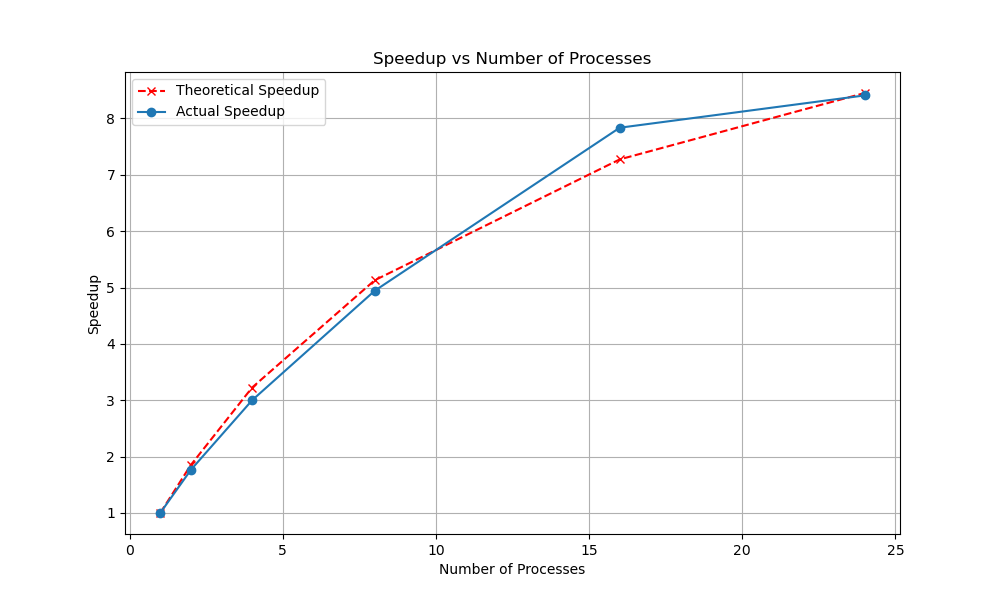 Speedup vs Number of Processes
Theoretical Speedup
Actual Speedup
8
7
6
5
4
3
2
1
Speedup
0 5 10 15 20 25
Number of Processes